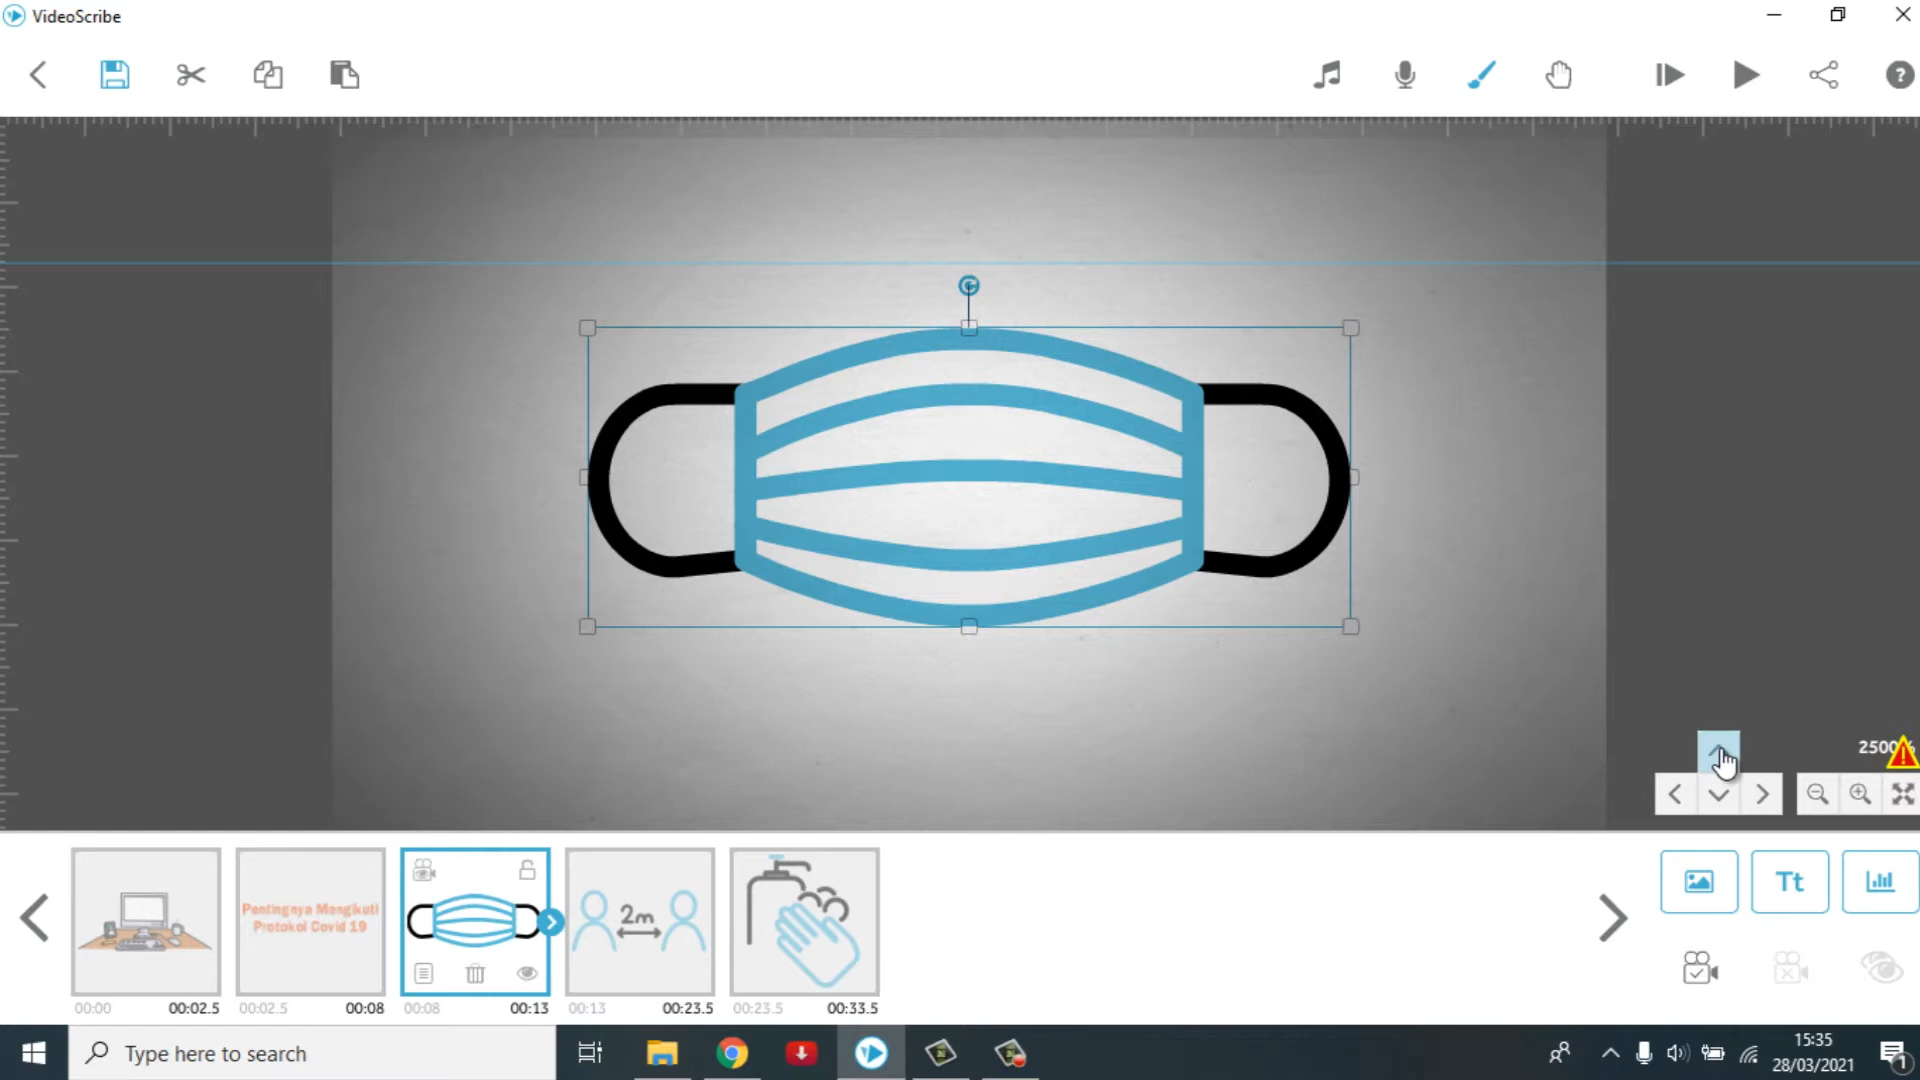 VideoScribe
2500%
Pentingnya Mengikuti
Protokol Covid 19
2m
00:00 00:02.5 00:02.5 00:08 00:08 00:13 00:13 00:23.5 00:23.5 00:33.5
Tt
Type here to search
15:35
28/03/2021
1